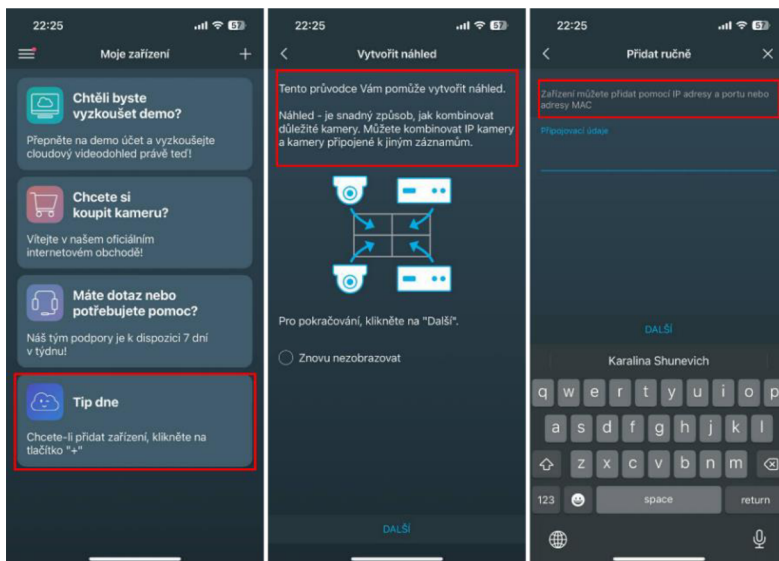 22:25
57
Moje zařízení
+
Chtěli byste
vyzkoušet demo?
Přepněte na demo účet a vyzkoušejte
cloudový videodohled právě teď!
Chcete si
koupit kameru?
Vítejte v našem oficiálním
internetovém obchodě!
Máte dotaz nebo
potřebujete pomoc?
Náš tým podpory je k dispozici 7 dní
v týdnu!
Tip dne
Chcete-li přidat zařízení, klikněte na
tlačítko "+"
22:25
57
Vytvořit náhled
Tento průvodce Vám pomůže vytvořit náhled.
Náhled - je snadný způsob, jak kombinovat
důležité kamery. Můžete kombinovat IP kamery
a kamery připojené k jiným záznamům.
Pro pokračování, klikněte na "Další".
Znovu nezobrazovat
DALŠÍ
22:25
57
Přidat ručně
Zařízení můžete přidat pomocí IP adresy a portu nebo
adresy MAC
Připojovací údaje
DALŠÍ
Karalina Shunevich
q w e r t y u i o p
a s d f g h j k l
z x c v b n m
123 space return